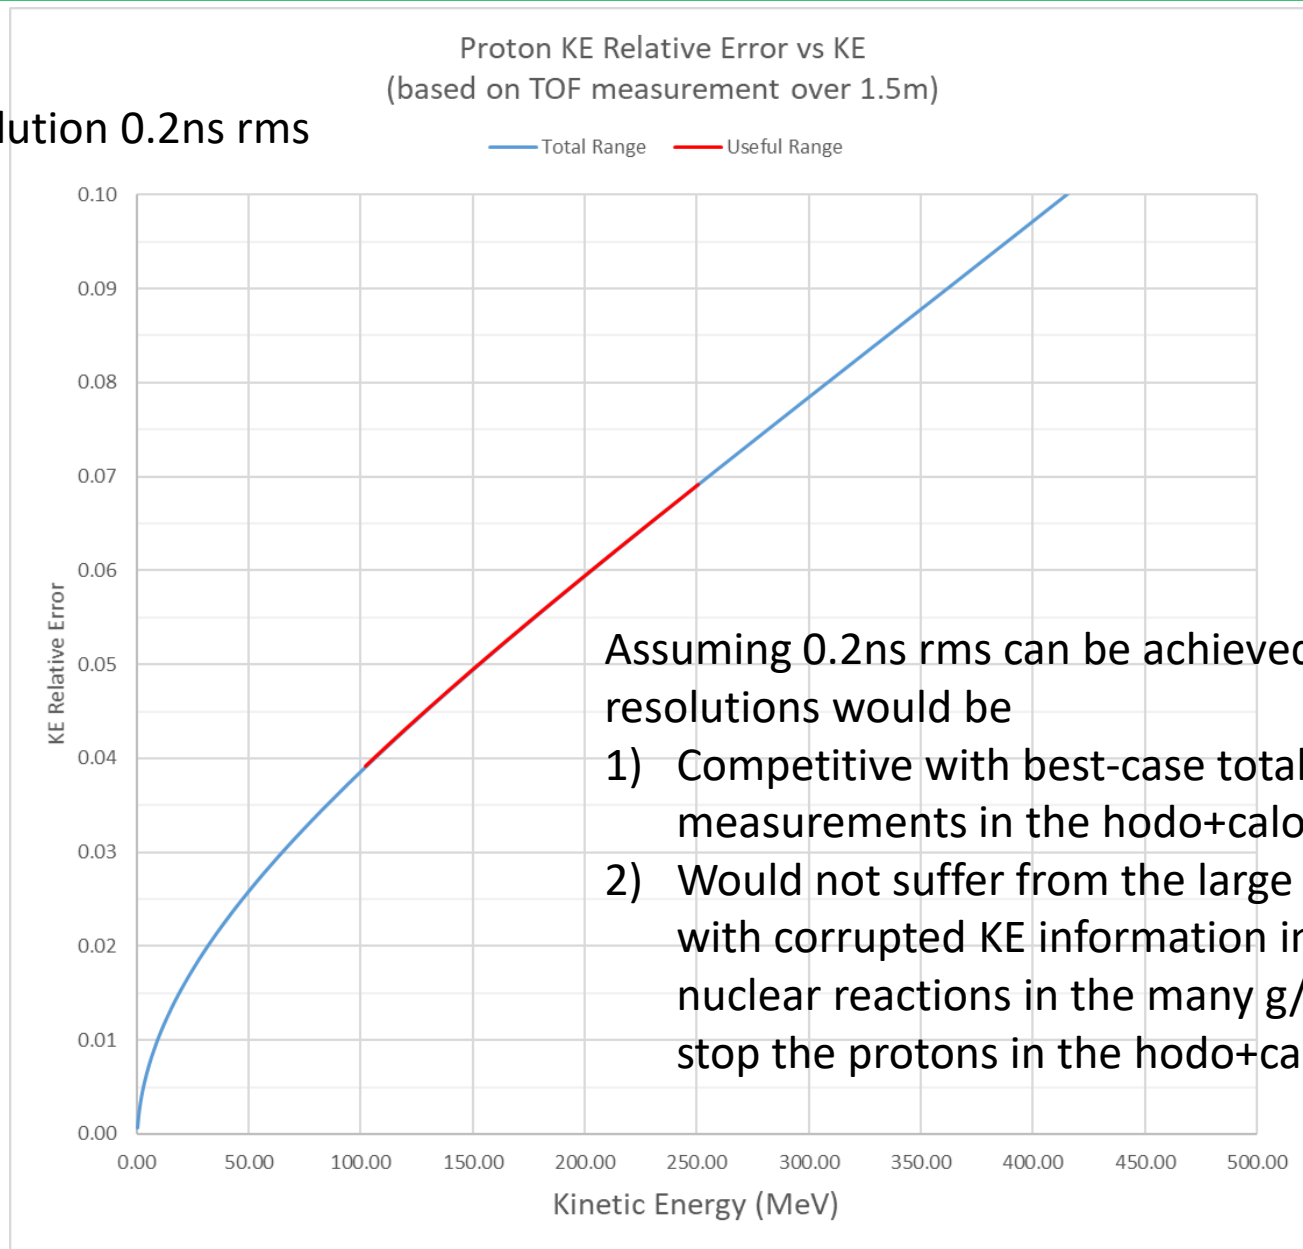 Proton KE Relative Error vs KE
(based on TOF measurement over 1.5m)
lution 0.2ns rms
Total Range Useful Range
0.10
0.09
0.08
0.07
0.06
0.05
0.04
0.03
0.02
0.01
0.00
KE Relative Error
Assuming 0.2ns rms can be achieved
resolutions would be
1) Competitive with best-case total
measurements in the hodo+calo
2) Would not suffer from the large
with corrupted KE information in
nuclear reactions in the many g/
stop the protons in the hodo+ca
0.00 50.00 100.00 150.00 200.00 250.00 300.00 350.00 400.00 450.00 500.00
Kinetic Energy (MeV)